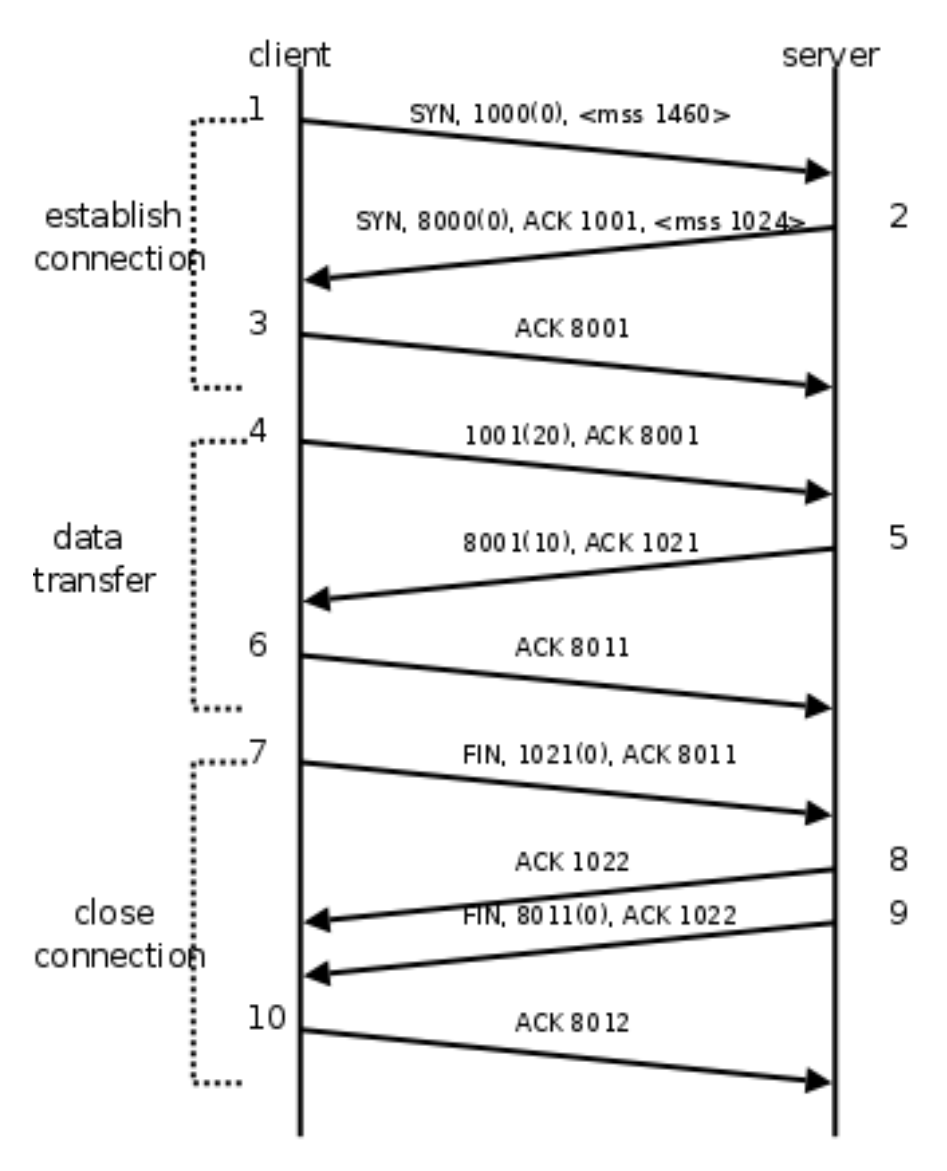 client
server
1
SYN, 1000(0), <mss 1460>
establish
connection
SYN, 8000(0), ACK 1001, <mss 1024>
2
3
ACK 8001
4
1001(20), ACK 8001
data
transfer
8001(10), ACK 1021
5
6
ACK 8011
7
FIN, 1021(0), ACK 8011
ACK 1022
8
close
connection
FIN, 8011(0), ACK 1022
9
10
ACK 8012